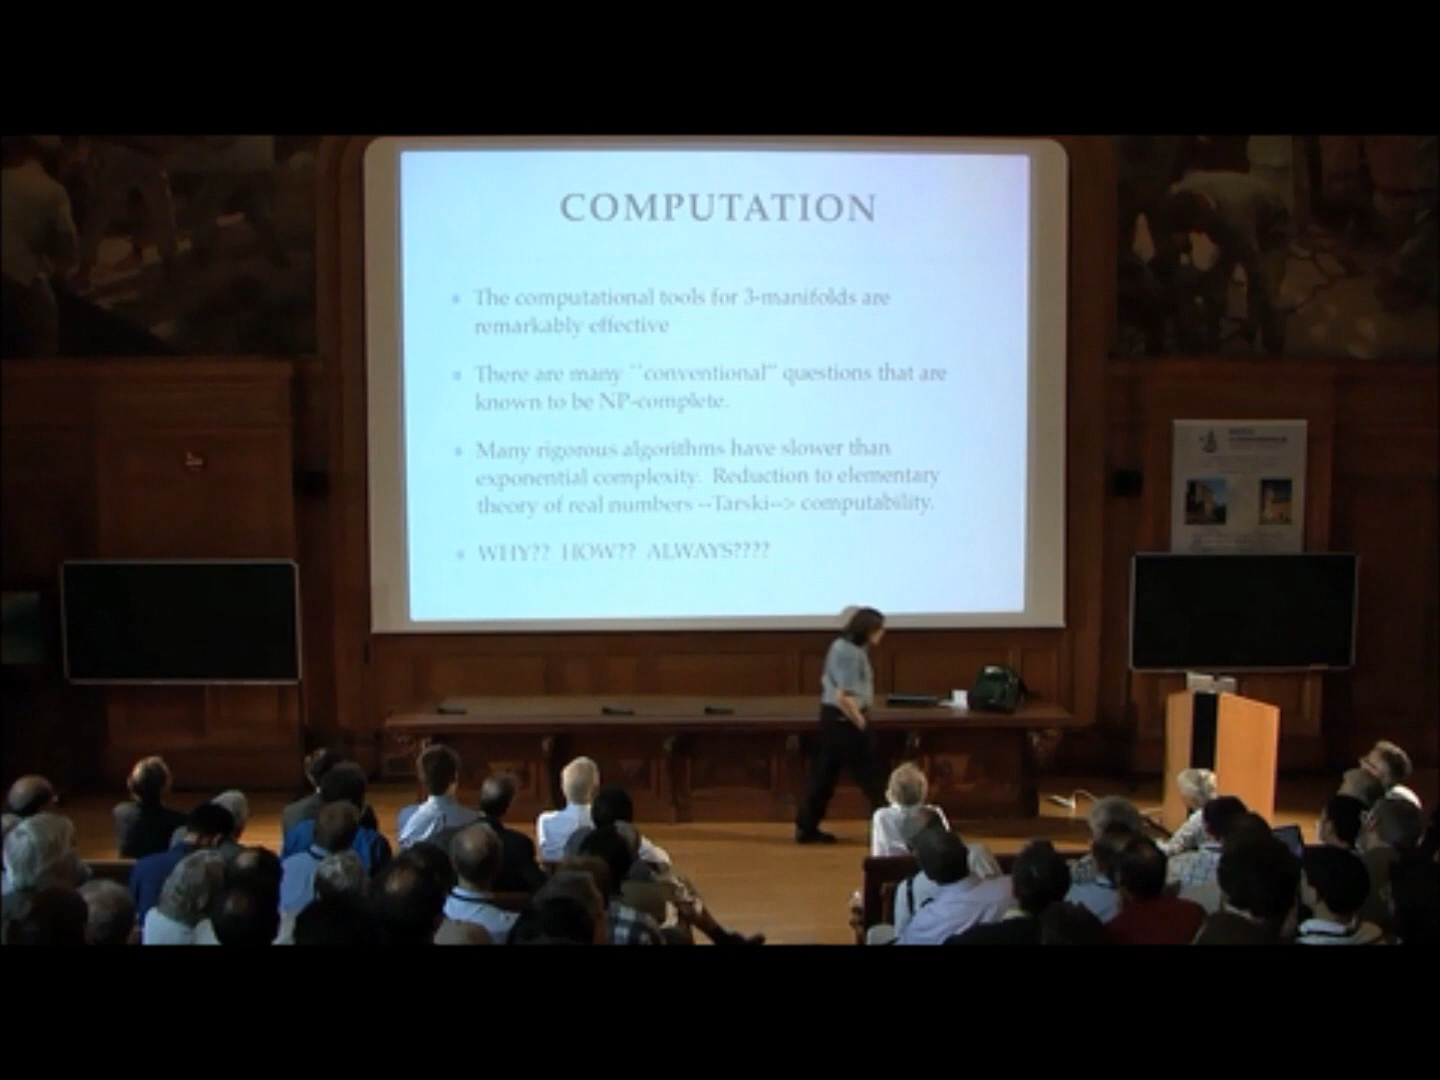 COMPUTATION
The computational tools for 3-manifolds are
remarkably effective
There are many ``conventional" questions that are
known to be NP-complete.
Many rigorous algorithms have slower than
exponential complexity. Reduction to elementary
theory of real numbers --Tarski--> computability.
WHY?? HOW?? ALWAYS????